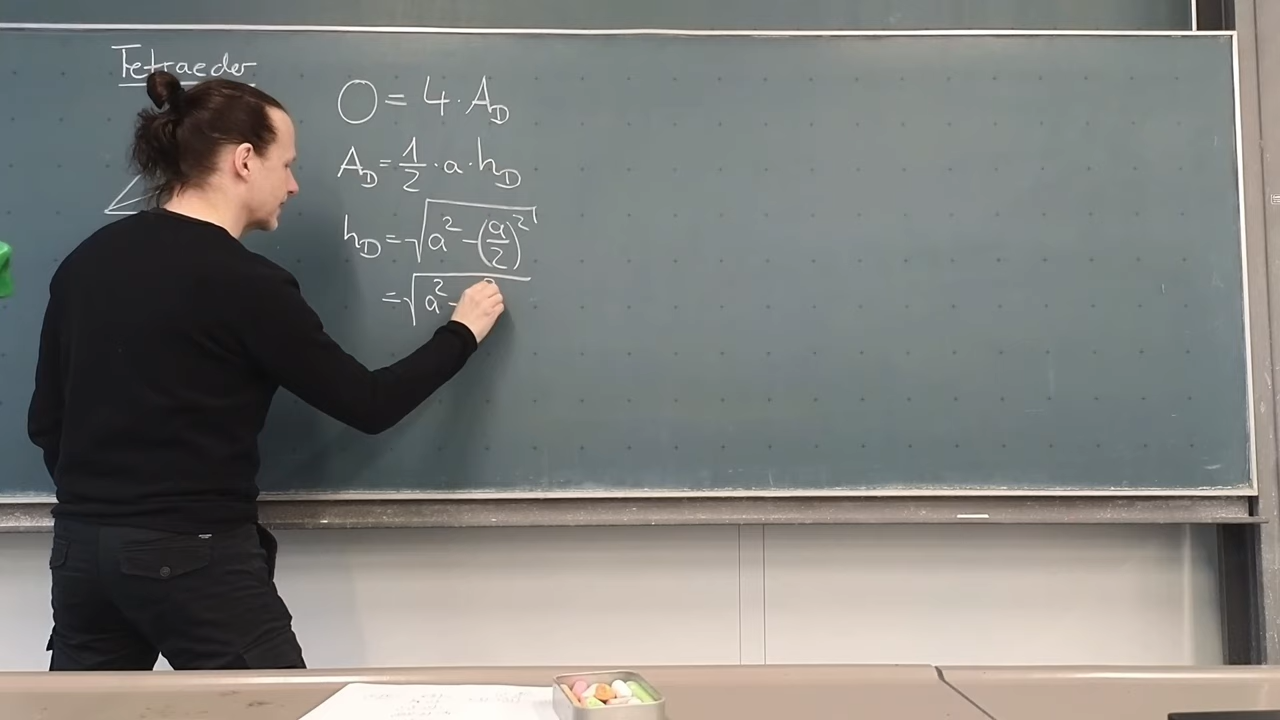 Tetraeder
O = 4 · A_D
A_D = 1/2 · a · h_D
h_D = √(a² - (a/2)²)
= √(a² -